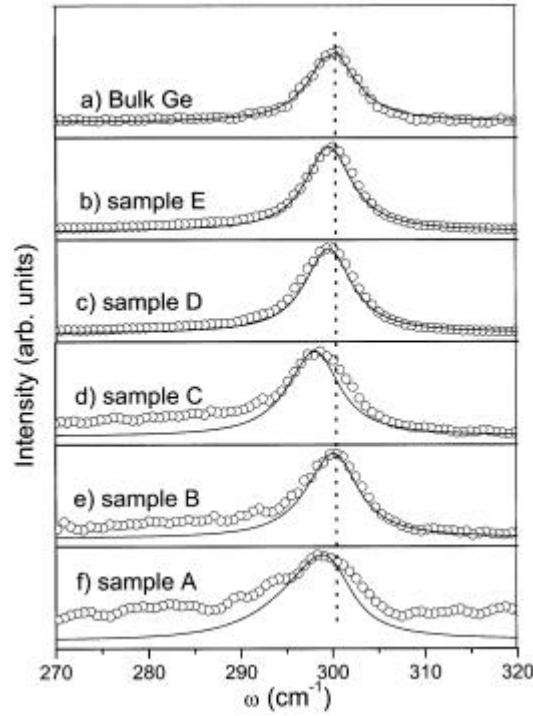 a) Bulk Ge
b) sample E
c) sample D
d) sample C
e) sample B
f) sample A
Intensity (arb. units)
270 280 290 300 310 320
ω (cm⁻¹)